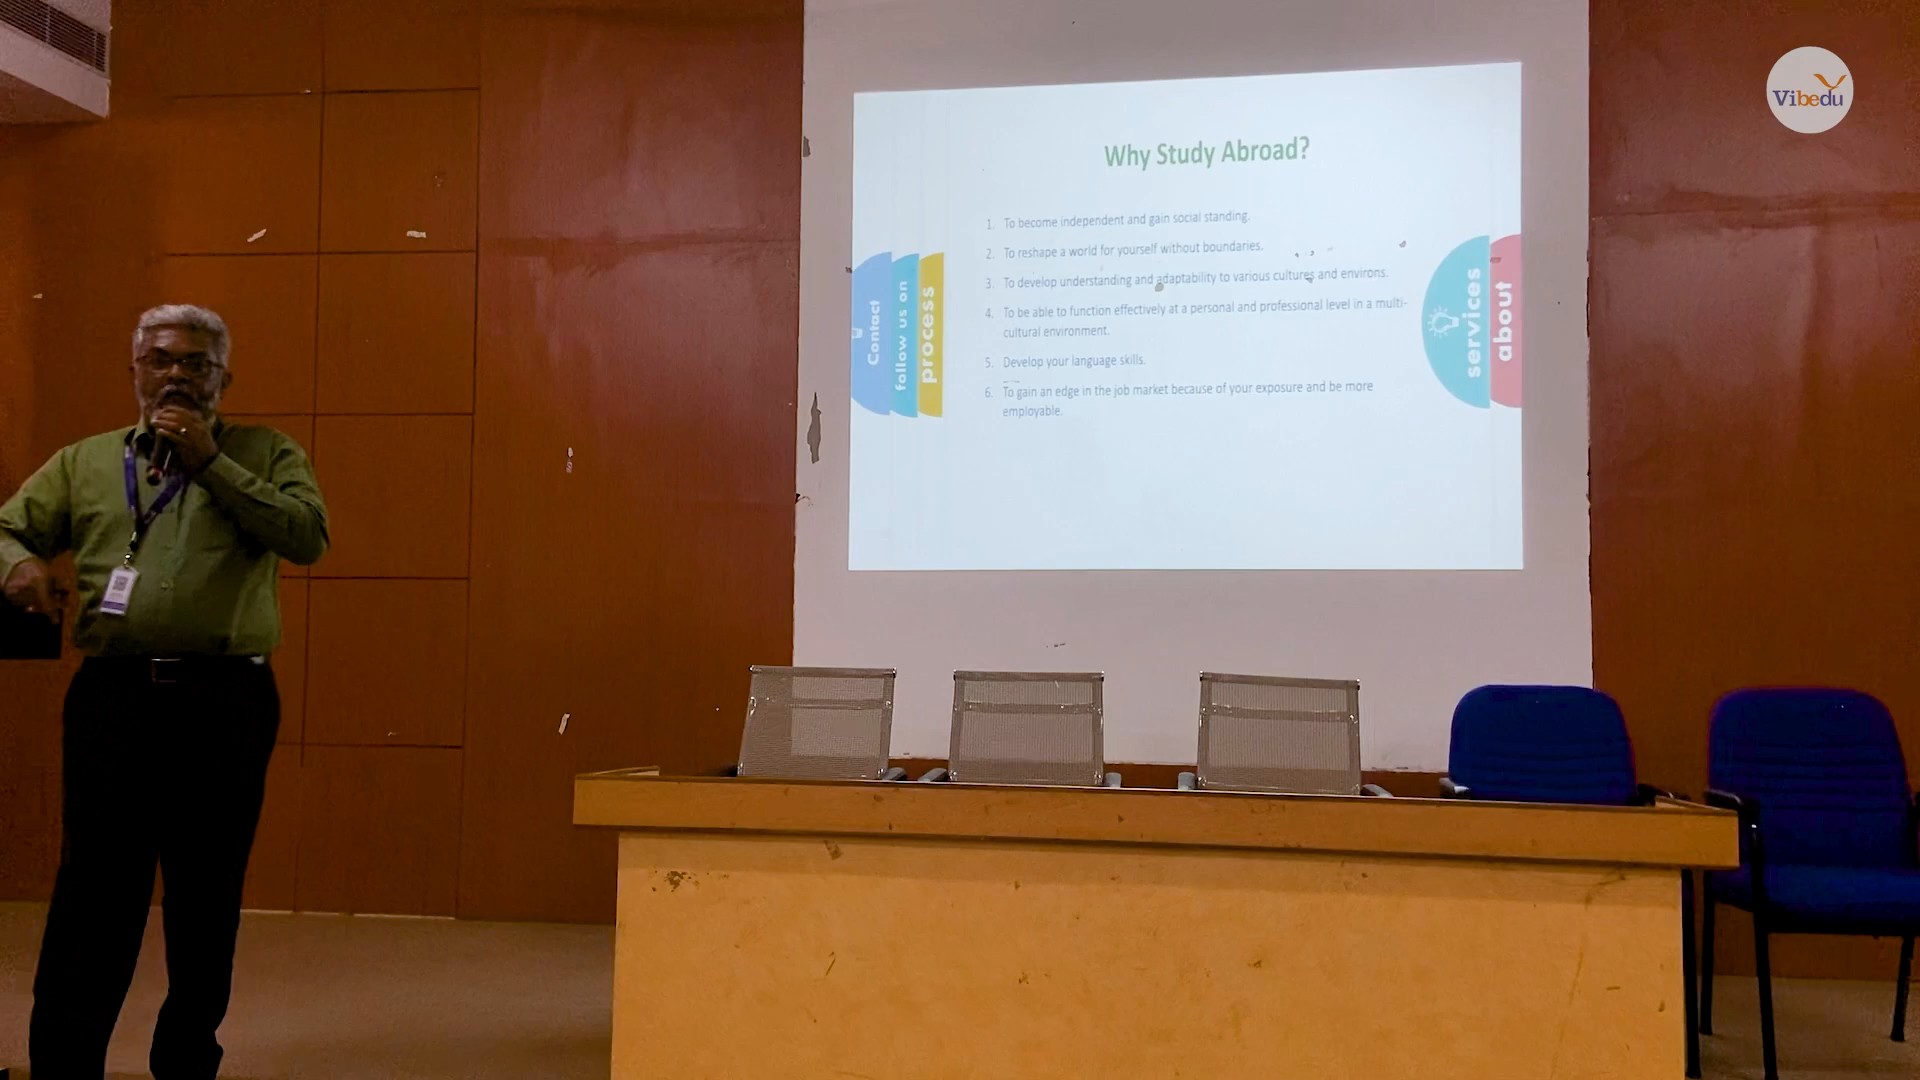 Vibedu
Why Study Abroad?
1. To become independent and gain social standing.
2. To reshape a world for yourself without boundaries.
3. To develop understanding and adaptability to various cultures and environs.
4. To be able to function effectively at a personal and professional level in a multi-
cultural environment.
5. Develop your language skills.
6. To gain an edge in the job market because of your exposure and be more
employable.
Contact
follow us on
process
services
about